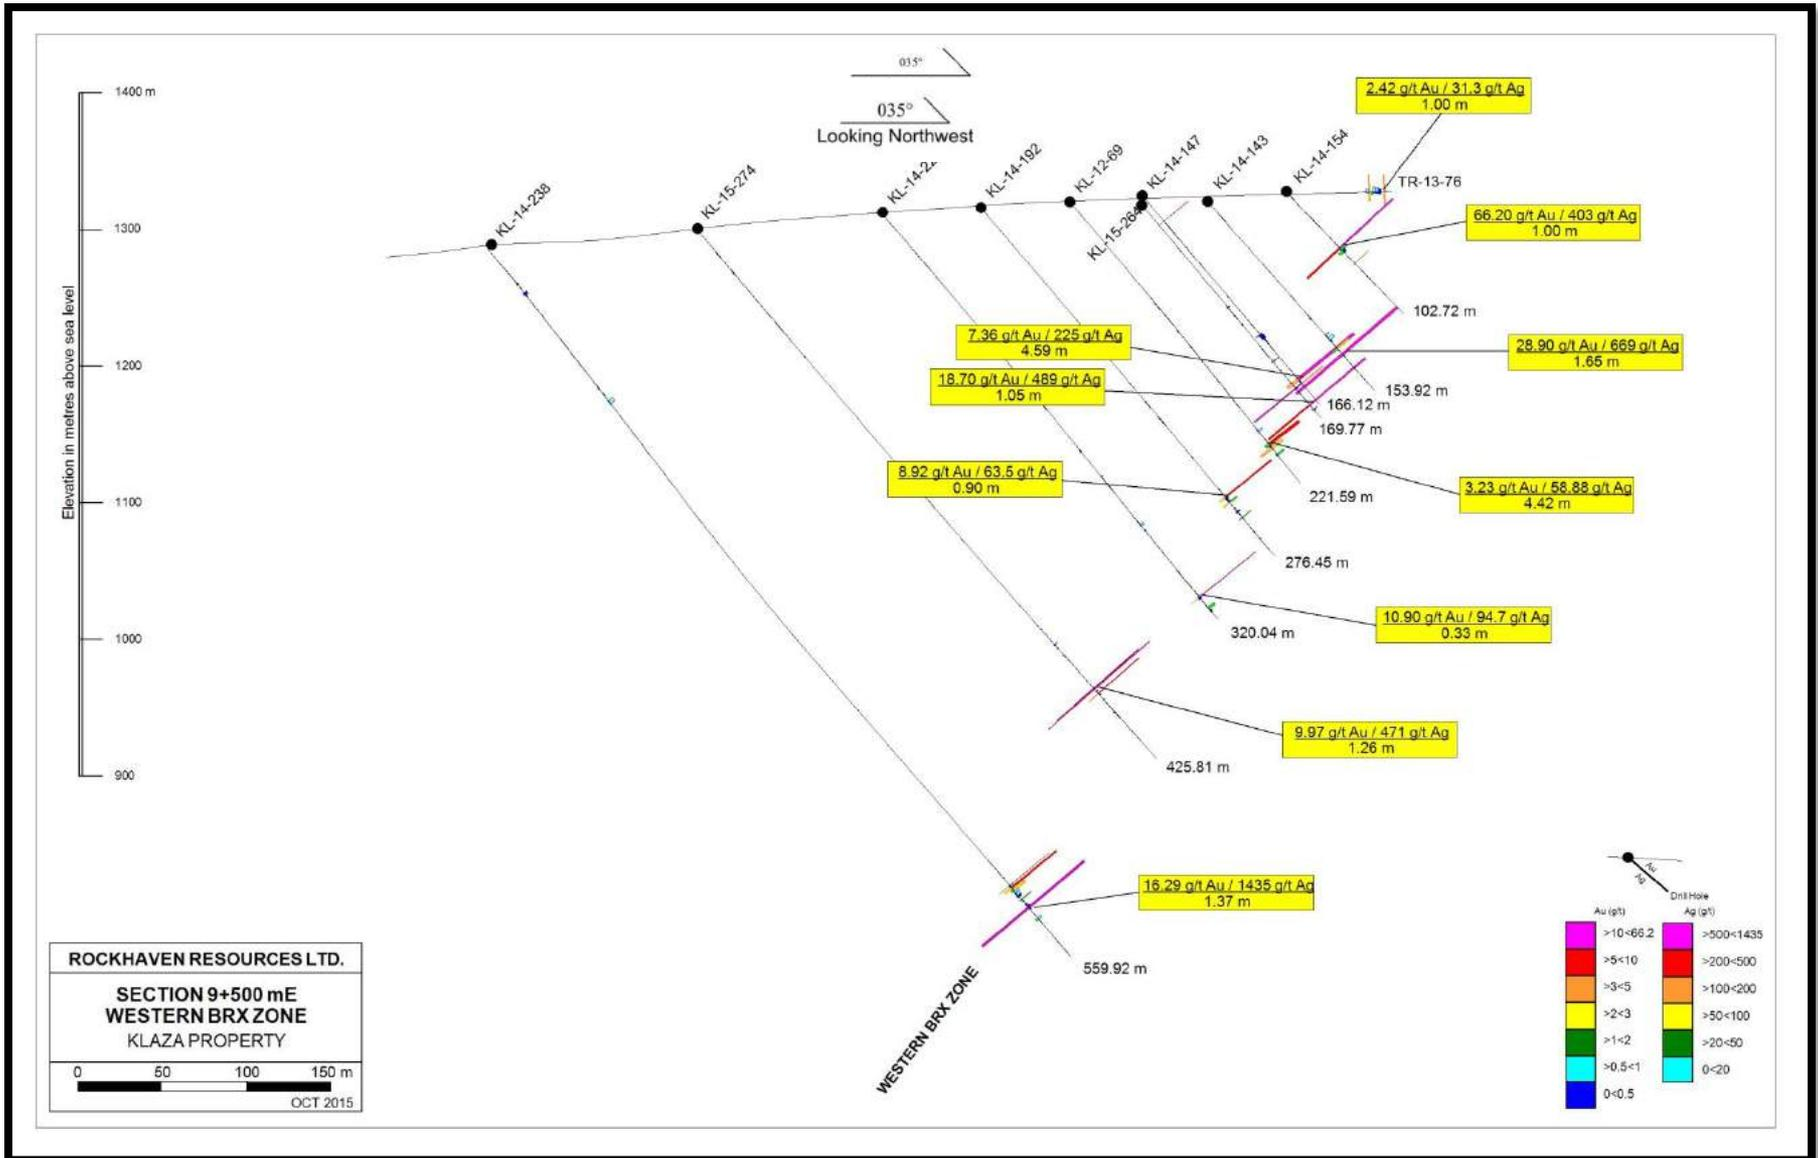 035°
035°
Looking Northwest
1400 m
1300
1200
1100
1000
900
Elevation in metres above sea level
KL-14-238
KL-15-274
KL-14-192
KL-12-69
KL-14-147
KL-15-264
KL-14-143
KL-14-154
TR-13-76
2.42 g/t Au / 31.3 g/t Ag
1.00 m
66.20 g/t Au / 403 g/t Ag
1.00 m
102.72 m
7.36 g/t Au / 225 g/t Ag
4.59 m
28.90 g/t Au / 669 g/t Ag
1.65 m
18.70 g/t Au / 489 g/t Ag
1.05 m
153.92 m
166.12 m
169.77 m
8.92 g/t Au / 63.5 g/t Ag
0.90 m
221.59 m
3.23 g/t Au / 58.88 g/t Ag
4.42 m
276.45 m
10.90 g/t Au / 94.7 g/t Ag
0.33 m
320.04 m
9.97 g/t Au / 471 g/t Ag
1.26 m
425.81 m
16.29 g/t Au / 1435 g/t Ag
1.37 m
559.92 m
WESTERN BRX ZONE
ROCKHAVEN RESOURCES LTD.
SECTION 9+500 mE
WESTERN BRX ZONE
KLAZA PROPERTY
0 50 100 150 m
OCT 2015
Au
Ag
Drill Hole
Au (g/t) Ag (g/t)
>10<66.2 >500<1435
>5<10 >200<500
>3<5 >100<200
>2<3 >50<100
>1<2 >20<50
>0.5<1 0<20
0<0.5